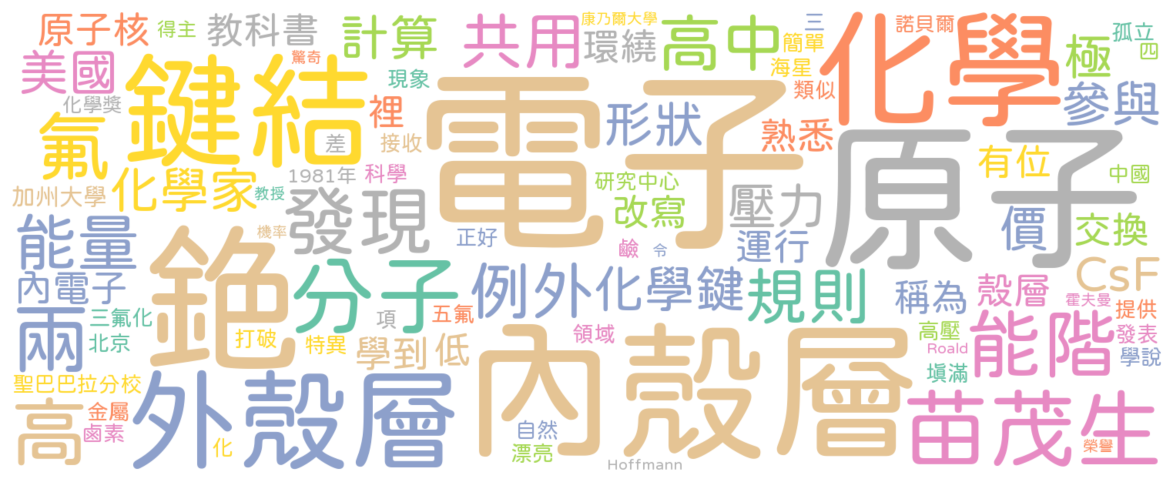 原子核
得主
教科書
計算
共用
康乃爾大學
環繞
高中
三
簡單
海星
類似
化學
諾貝爾
極
孤立
四
美國
化學獎
鍵結
驚奇
現象
裡
電子
形狀
熟悉
原子
參與
氟
差
接收
有位
中國
加州大學
化學家
教授
1981年
科學
發現
研究中心
改寫
壓力
價
交換
能量
機率
正好
鹼
令
運行
內電子
銫
分子
例外
化學鍵
規則
稱為
CsF
殼層
霍夫曼
提供
兩
三氟化
北京
打破
特異
項
五氟
學到
低
領域
高壓
Roald
填滿
能階
發表
學說
聖巴巴拉分校
高
金屬
鹵素
外殼層
化
內殼層
自然
漂亮
Hoffmann
苗茂生
榮譽